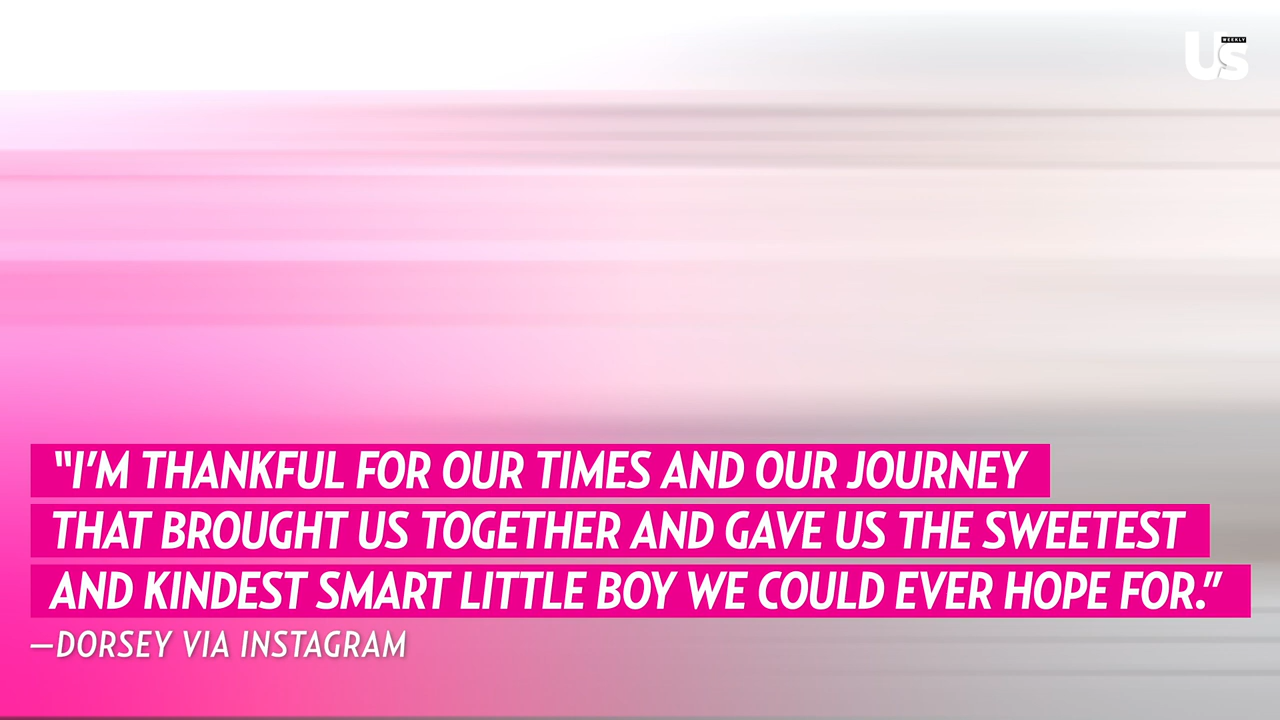 Us
WEEKLY
“I’M THANKFUL FOR OUR TIMES AND OUR JOURNEY
THAT BROUGHT US TOGETHER AND GAVE US THE SWEETEST
AND KINDEST SMART LITTLE BOY WE COULD EVER HOPE FOR.”
—DORSEY VIA INSTAGRAM